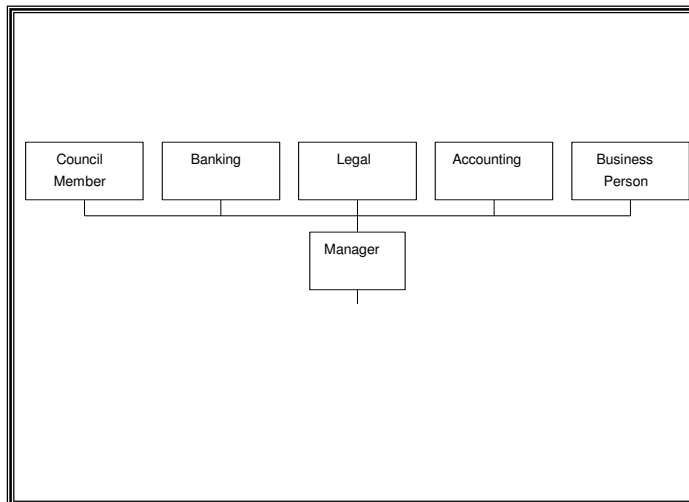 Council
Member
Banking
Legal
Accounting
Business
Person
Manager